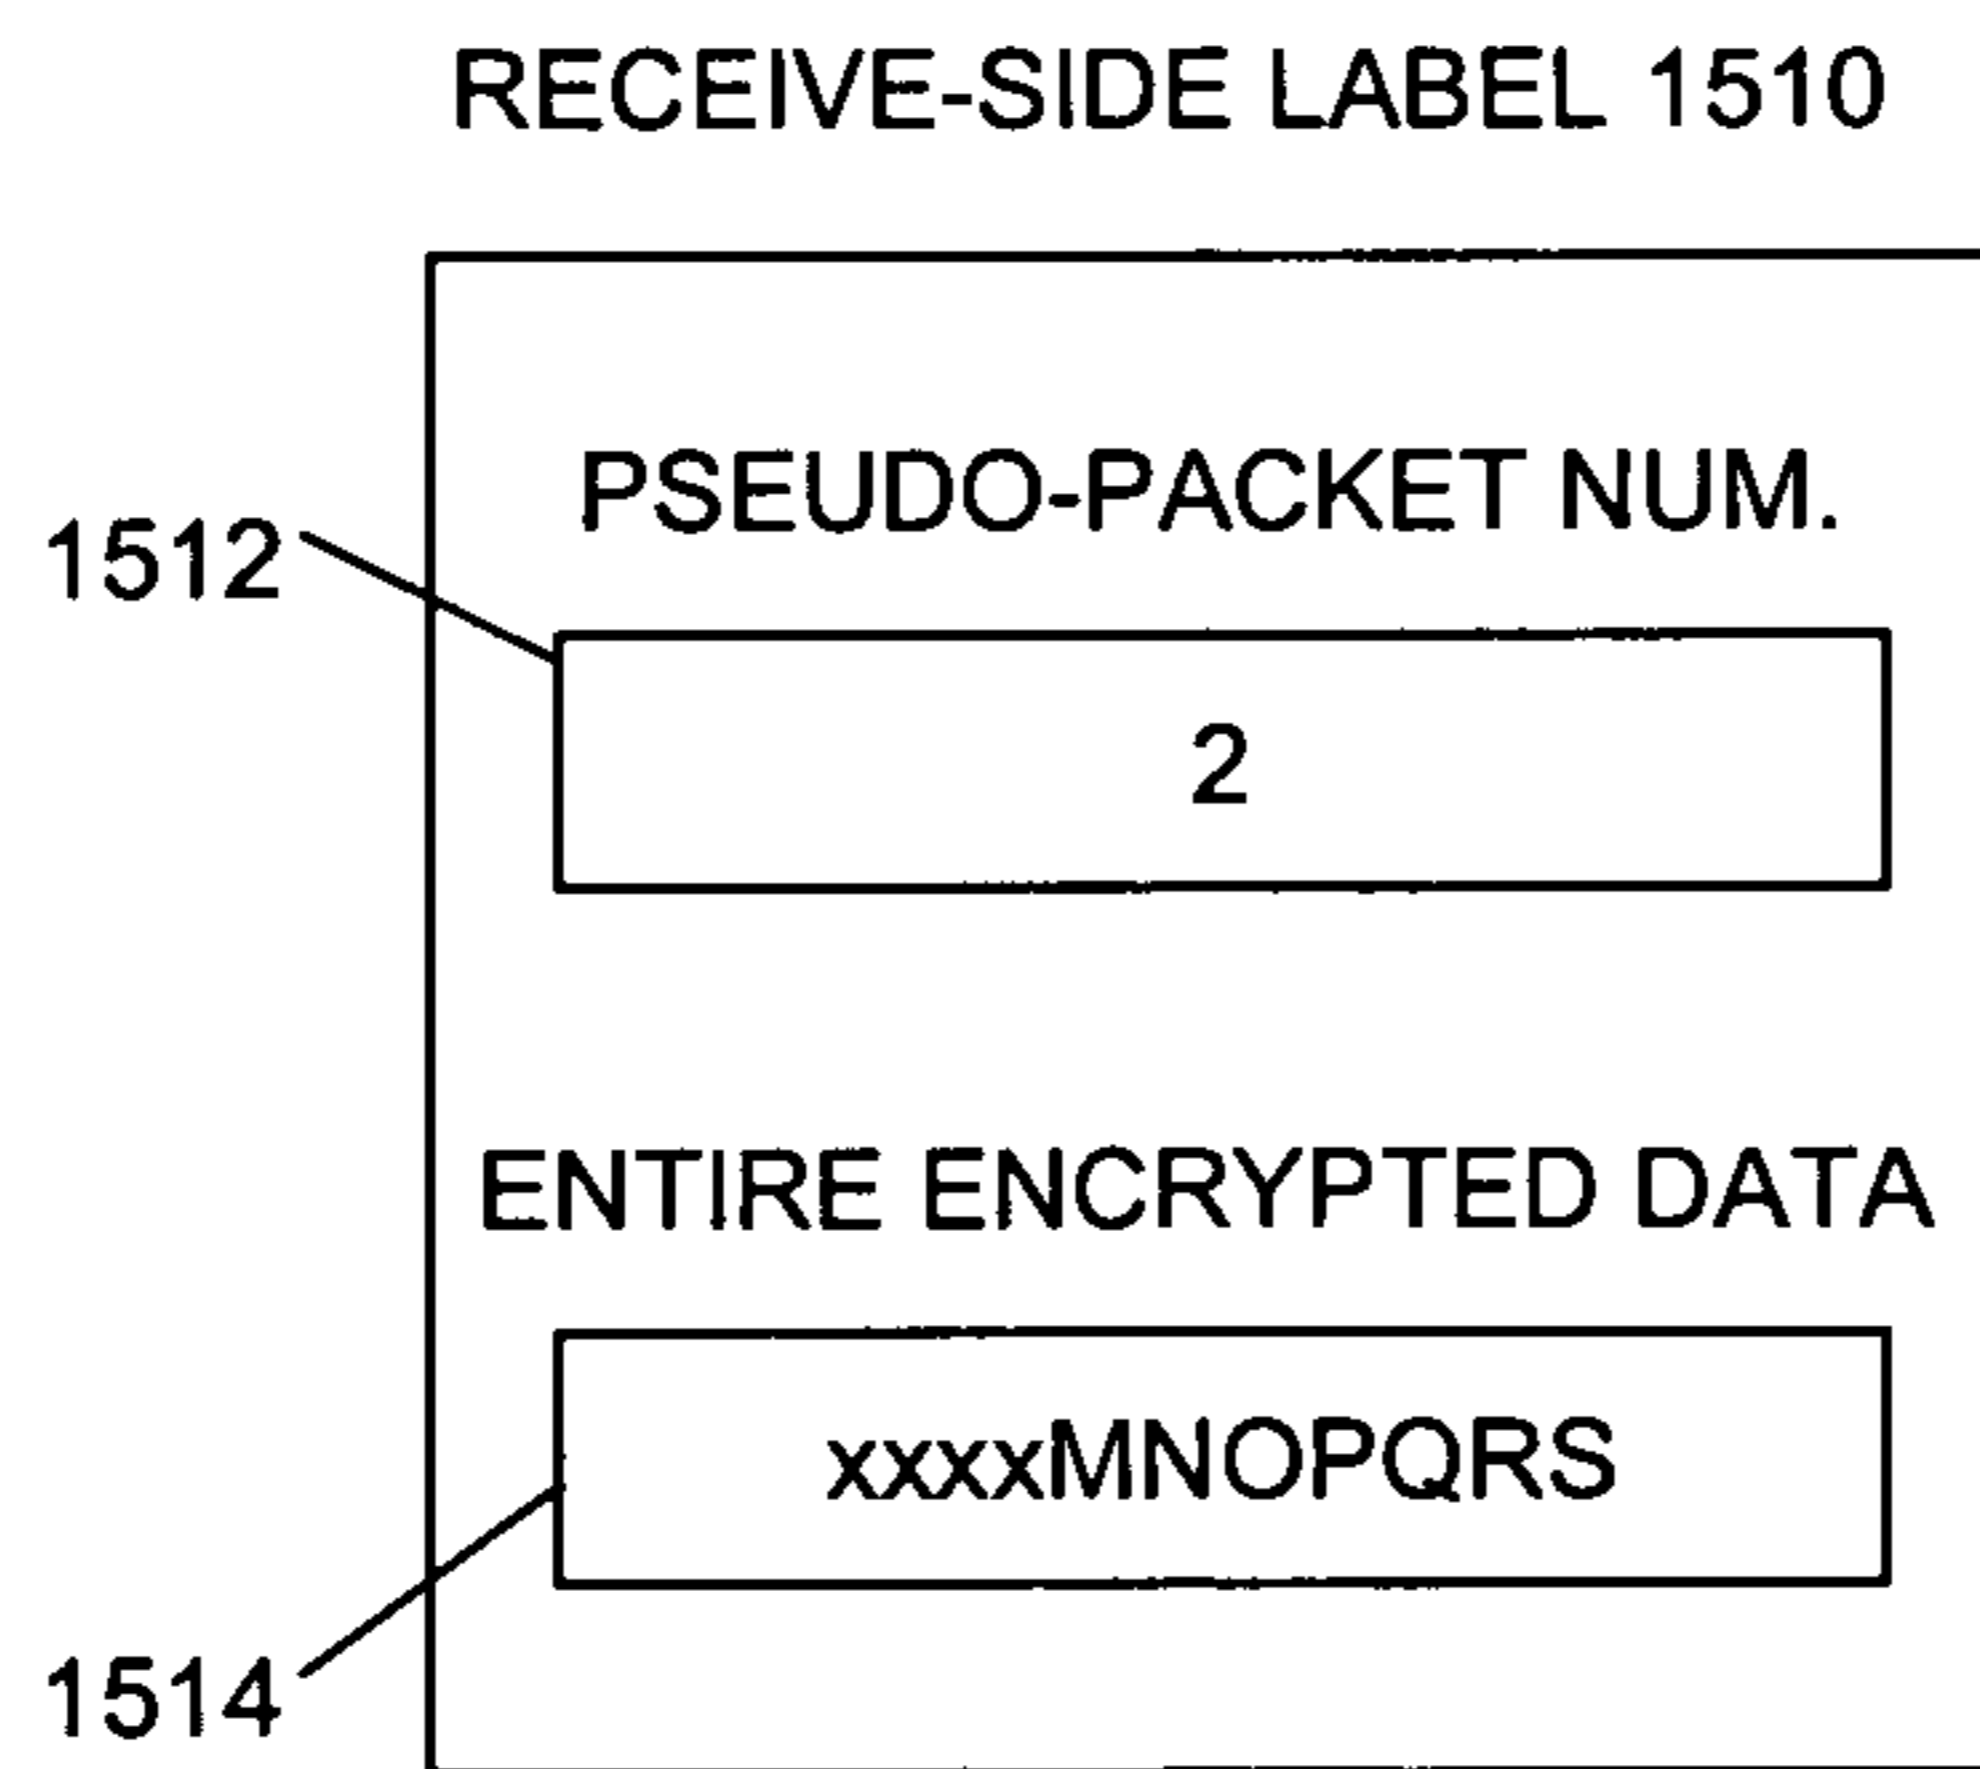 RECEIVE-SIDE LABEL 1510
PSEUDO-PACKET NUM.
1512
2
ENTIRE ENCRYPTED DATA
xxxxMNOPQRS
1514